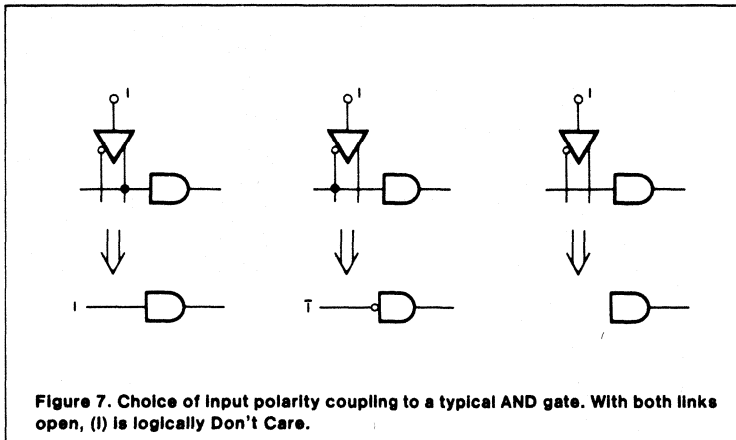 I I I
I Ī
Figure 7. Choice of input polarity coupling to a typical AND gate. With both links
open, (I) is logically Don't Care.